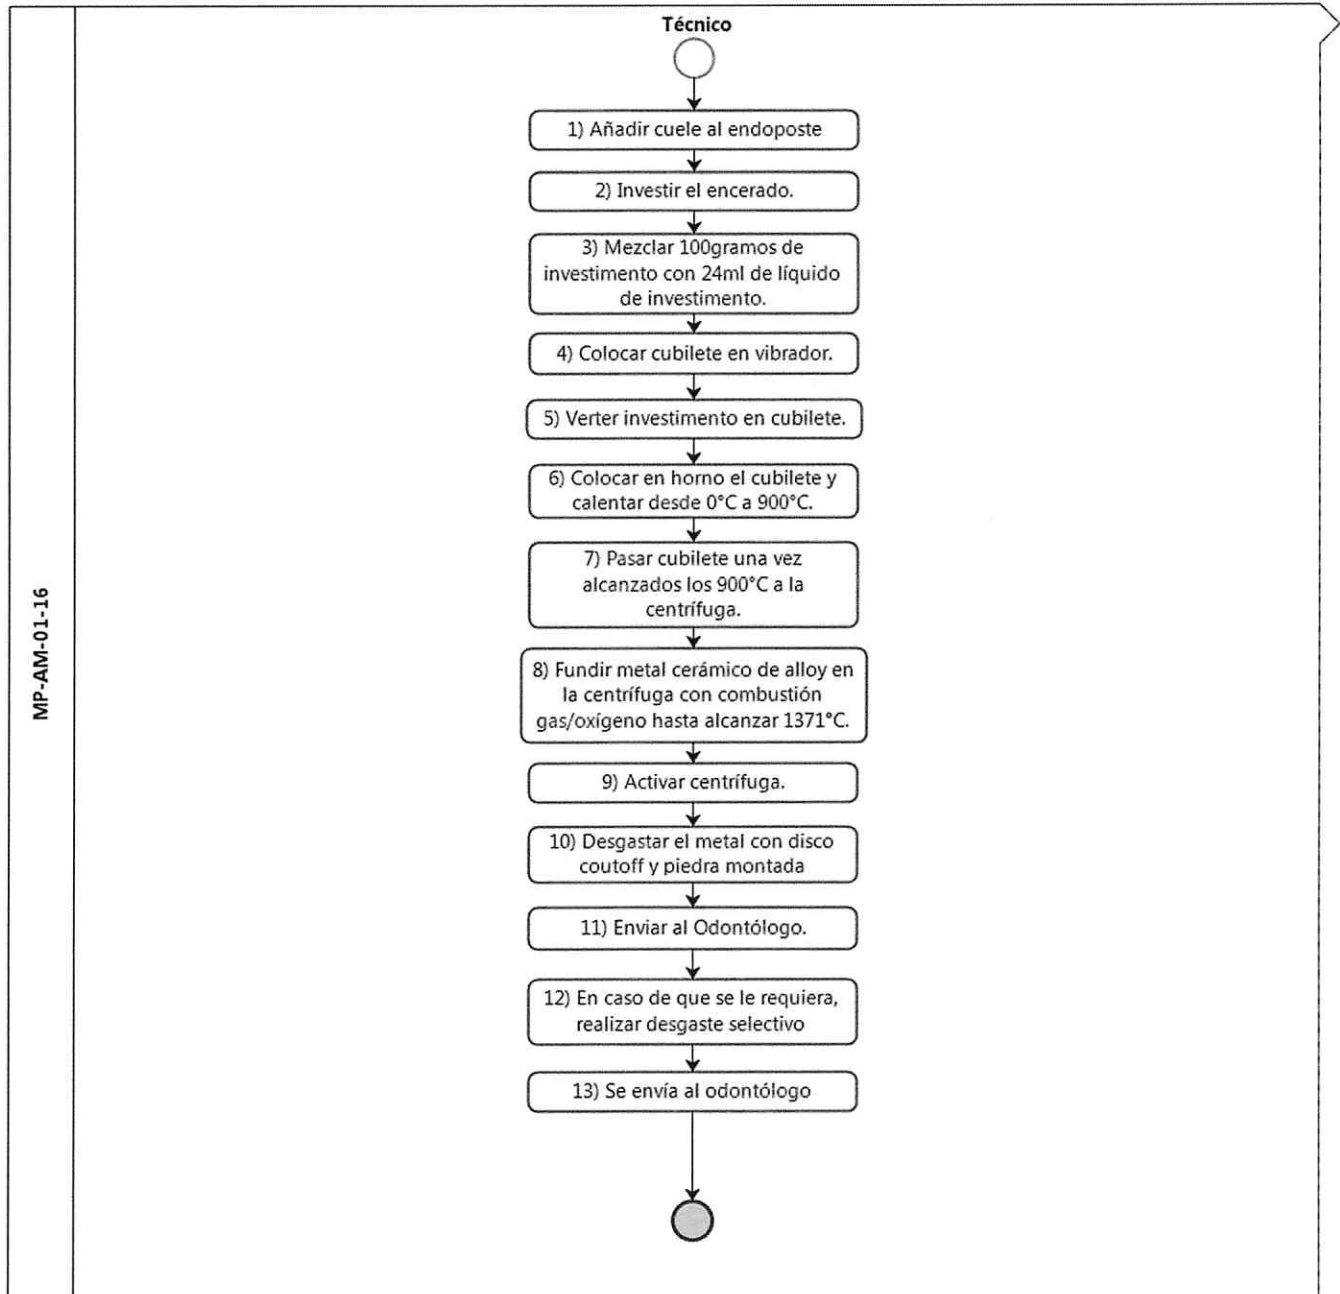 Técnico
1) Añadir cuele al endoposte
2) Investir el encerado.
3) Mezclar 100gramos de
investimento con 24ml de líquido
de investimento.
4) Colocar cubilete en vibrador.
5) Verter investimento en cubilete.
6) Colocar en horno el cubilete y
calentar desde 0°C a 900°C.
7) Pasar cubilete una vez
alcanzados los 900°C a la
centrífuga.
8) Fundir metal cerámico de alloy en
la centrífuga con combustión
gas/oxígeno hasta alcanzar 1371°C.
9) Activar centrífuga.
10) Desgastar el metal con disco
coutoff y piedra montada
11) Enviar al Odontólogo.
12) En caso de que se le requiera,
realizar desgaste selectivo
13) Se envía al odontólogo
MP-AM-01-16